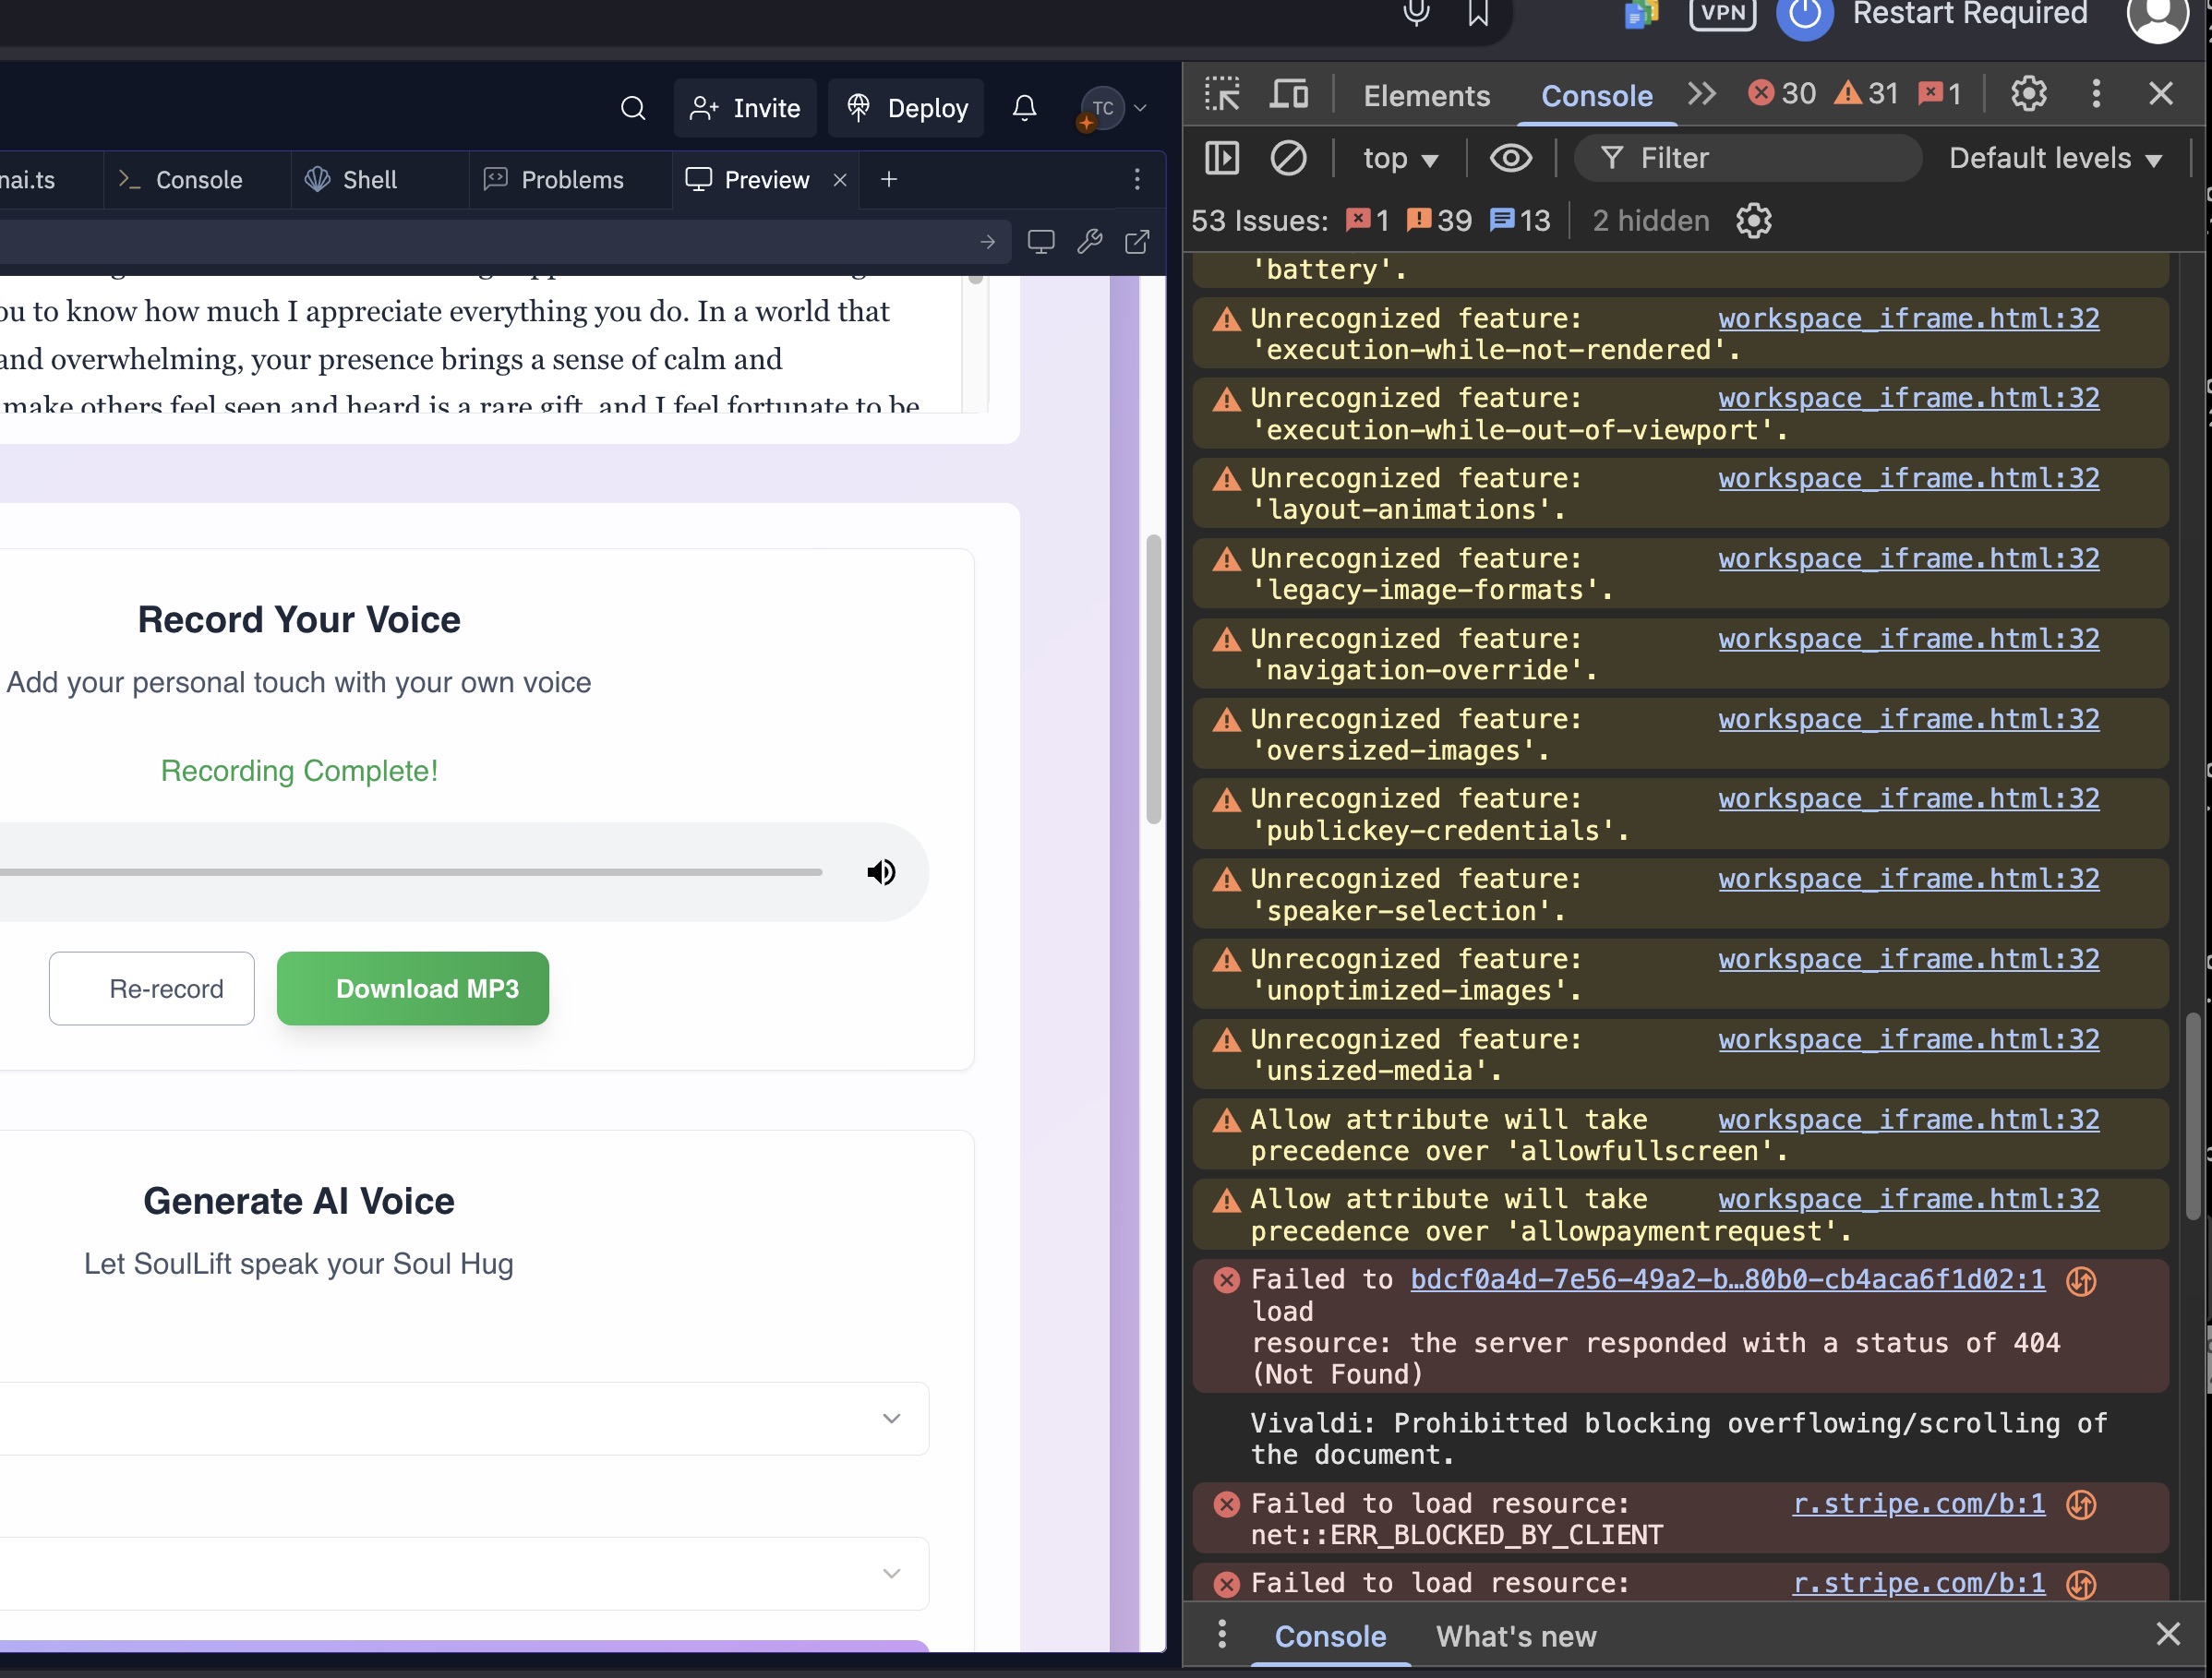 VPN
Restart Required
Invite
Deploy
TC
nai.ts
Console
Shell
Problems
Preview
ou to know how much I appreciate everything you do. In a world that
and overwhelming, your presence brings a sense of calm and
make others feel seen and heard is a rare gift, and I feel fortunate to be
Record Your Voice
Add your personal touch with your own voice
Recording Complete!
Re-record
Download MP3
Generate AI Voice
Let SoulLift speak your Soul Hug
Elements
Console
30
31
1
top
Filter
Default levels
53 Issues: 1 39 13
2 hidden
'battery'.
Unrecognized feature: workspace_iframe.html:32
'execution-while-not-rendered'.
Unrecognized feature: workspace_iframe.html:32
'execution-while-out-of-viewport'.
Unrecognized feature: workspace_iframe.html:32
'layout-animations'.
Unrecognized feature: workspace_iframe.html:32
'legacy-image-formats'.
Unrecognized feature: workspace_iframe.html:32
'navigation-override'.
Unrecognized feature: workspace_iframe.html:32
'oversized-images'.
Unrecognized feature: workspace_iframe.html:32
'publickey-credentials'.
Unrecognized feature: workspace_iframe.html:32
'speaker-selection'.
Unrecognized feature: workspace_iframe.html:32
'unoptimized-images'.
Unrecognized feature: workspace_iframe.html:32
'unsized-media'.
Allow attribute will take workspace_iframe.html:32
precedence over 'allowfullscreen'.
Allow attribute will take workspace_iframe.html:32
precedence over 'allowpaymentrequest'.
Failed to bdcf0a4d-7e56-49a2-b…80b0-cb4aca6f1d02:1
load
resource: the server responded with a status of 404
(Not Found)
Vivaldi: Prohibitted blocking overflowing/scrolling of
the document.
Failed to load resource: r.stripe.com/b:1
net::ERR_BLOCKED_BY_CLIENT
Failed to load resource: r.stripe.com/b:1
Console
What's new